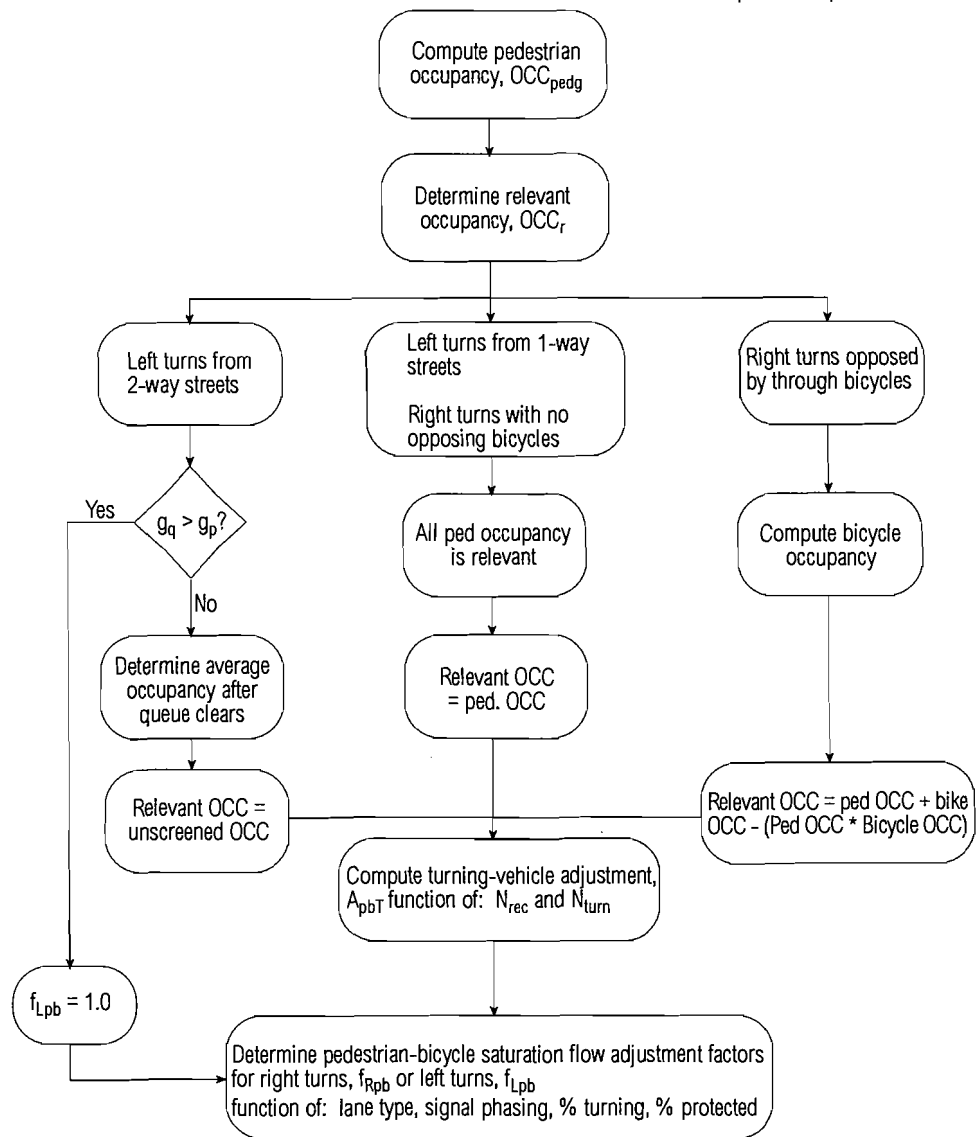 Compute pedestrian
occupancy, OCCpedg
Determine relevant
occupancy, OCCr
Left turns from
2-way streets
Left turns from 1-way
streets
Right turns with no
opposing bicycles
Right turns opposed
by through bicycles
Yes
gq > gp?
No
All ped occupancy
is relevant
Compute bicycle
occupancy
Determine average
occupancy after
queue clears
Relevant OCC
= ped. OCC
Relevant OCC =
unscreened OCC
Relevant OCC = ped OCC + bike
OCC - (Ped OCC * Bicycle OCC)
Compute turning-vehicle adjustment,
ApbT function of: Nrec and Nturn
fLpb = 1.0
Determine pedestrian-bicycle saturation flow adjustment factors
for right turns, fRpb or left turns, fLpb
function of: lane type, signal phasing, % turning, % protected